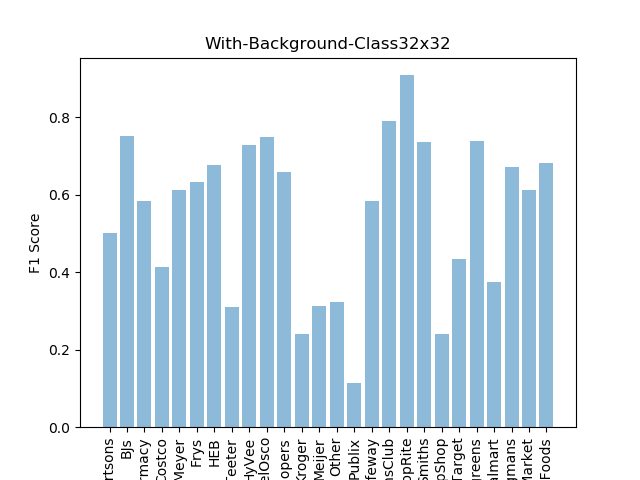 With-Background-Class32x32
F1 Score
0.8
0.6
0.4
0.2
0.0
rtsons
BJs
rmacy
Costco
Meyer
Frys
HEB
Teeter
HyVee
elOsco
opers
Kroger
Meijer
Other
Publix
feway
nsClub
opRite
Smiths
pShop
Target
greens
almart
gmans
Market
Foods